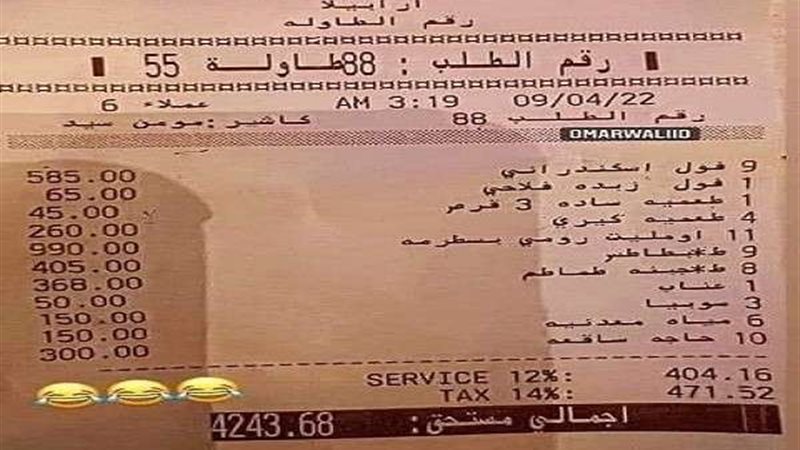 ارابيلا
رقم الطاوله
رقم الطلب : 88 طاولة 55
09/04/22 3:19 AM عملاء 6
رقم الطلب 88 كاشير: مومن سيد
OMARWALIID
9 فول إسكندراني 585.00
1 فول زبده فلاحي 65.00
1 طعميه ساده 3 قرص 45.00
4 طعميه كيري 260.00
11 اومليت رومي بسطرمه 990.00
9 ط*بطاطس 405.00
8 ط*جبنه طماطم 368.00
1 عناب 50.00
3 سوبيا 150.00
6 مياه معدنيه 150.00
10 حاجه ساقعه 300.00
SERVICE 12%: 404.16
TAX 14%: 471.52
اجمالي مستحق: 4243.68